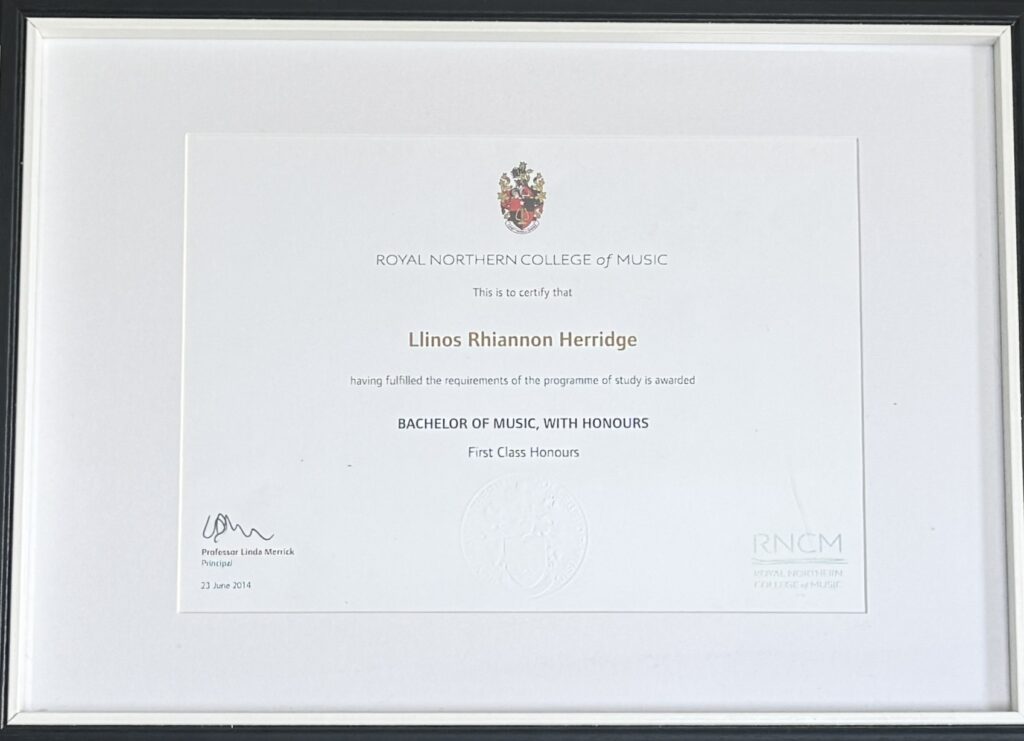 ROYAL NORTHERN COLLEGE of MUSIC
This is to certify that
Llinos Rhiannon Herridge
having fulfilled the requirements of the programme of study is awarded
BACHELOR OF MUSIC, WITH HONOURS
First Class Honours
Professor Linda Merrick
Principal
23 June 2014
RNCM
ROYAL NORTHERN
COLLEGE of MUSIC